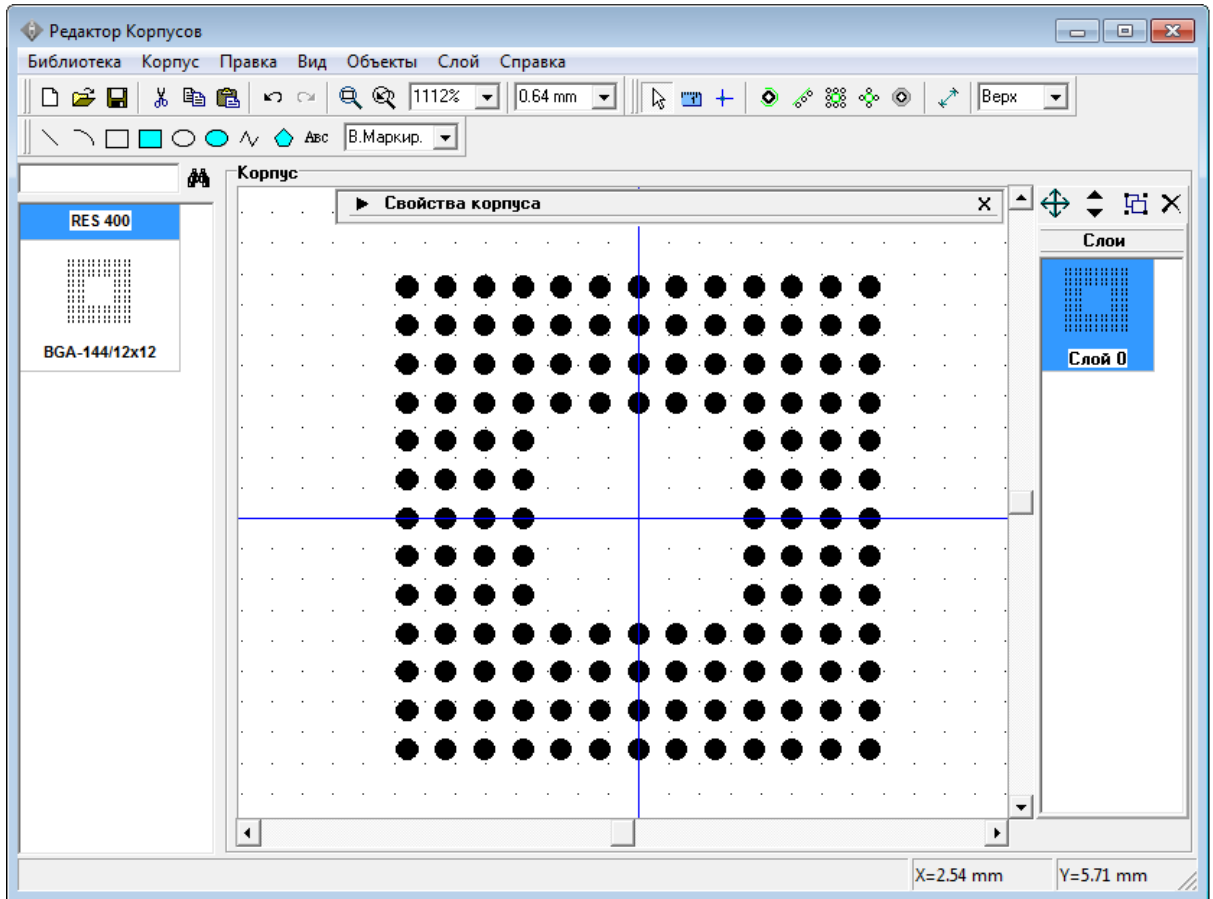 Редактор Корпусов
Библиотека Корпус Правка Вид Объекты Слой Справка
1112% 0.64 mm Верх
Авс В.Маркир.
Корпус
Свойства корпуса X
RES 400
BGA-144/12x12
Слои
Слой 0
X=2.54 mm Y=5.71 mm